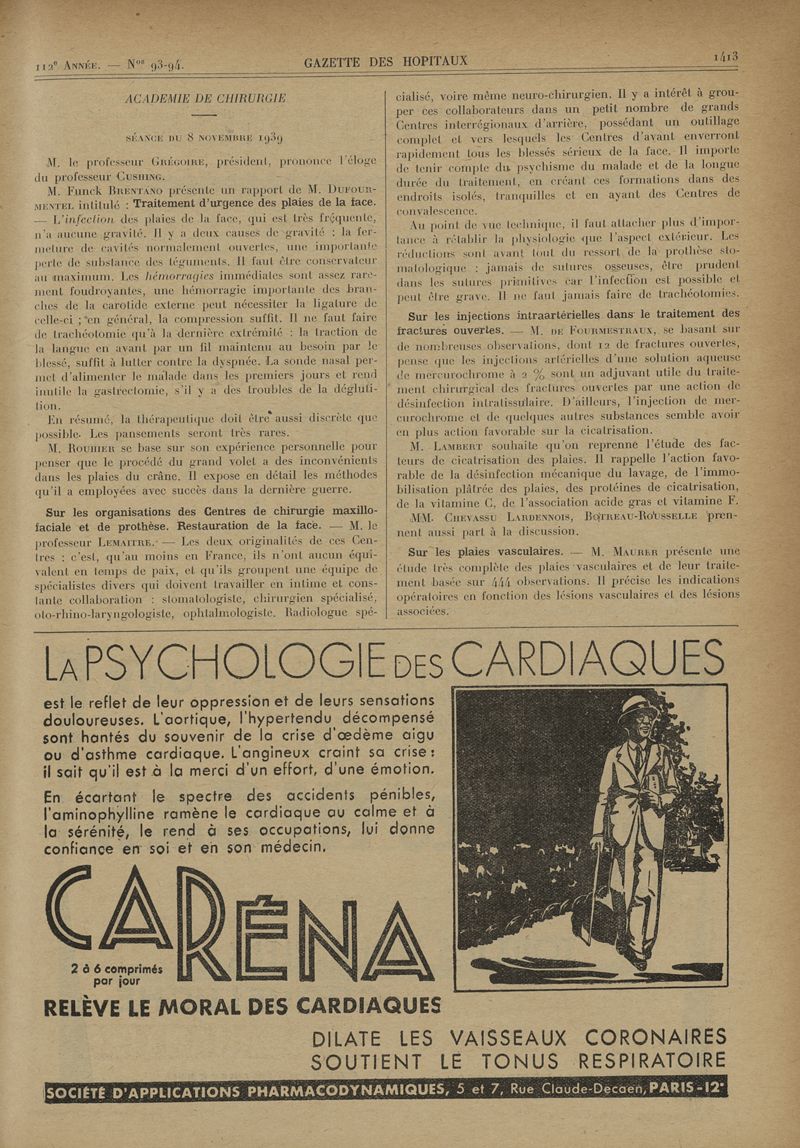 112e ANNÉE. — Nos 93-94.
GAZETTE DES HOPITAUX
1413
ACADEMIE DE CHIRURGIE
SÉANCE DU 8 NOVEMBRE 1939
M. le professeur GRÉGOIRE, président, prononce l'éloge
du professeur CUSHING.
M. Funck BRENTANO présente un rapport de M. DUFOUR-
MENTEL intitulé : Traitement d'urgence des plaies de la face.
— L'infection des plaies de la face, qui est très fréquente,
n'a aucune gravité. Il y a deux causes de gravité : la fer-
meture de cavités normalement ouvertes, une importante
perte de substance des téguments. Il faut être conservateur
au maximum. Les hémorragies immédiates sont assez rare-
ment foudroyantes, une hémorragie importante des bran-
ches de la carotide externe peut nécessiter la ligature de
celle-ci ; en général, la compression suffit. Il ne faut faire
de trachéotomie qu'à la dernière extrémité : la traction de
la langue en avant par un fil maintenu au besoin par le
blessé, suffit à lutter contre la dyspnée. La sonde nasal per-
met d'alimenter le malade dans les premiers jours et rend
inutile la gastrectomie, s'il y a des troubles de la dégluti-
tion.
En résumé, la thérapeutique doit être aussi discrète que
possible. Les pansements seront très rares.
M. ROUHIER se base sur son expérience personnelle pour
penser que le procédé du grand volet a des inconvénients
dans les plaies du crâne. Il expose en détail les méthodes
qu'il a employées avec succès dans la dernière guerre.
Sur les organisations des Centres de chirurgie maxillo-
faciale et de prothèse. Restauration de la face. — M. le
professeur LEMAITRE. — Les deux originalités de ces Cen-
tres : c'est, qu'au moins en France, ils n'ont aucun équi-
valent en temps de paix, et qu'ils groupent une équipe de
spécialistes divers qui doivent travailler en intime et cons-
tante collaboration : stomatologiste, chirurgien spécialisé,
oto-rhino-laryngologiste, ophtalmologiste. Radiologue spé-
cialisé, voire même neuro-chirurgien. Il y a intérêt à grou-
per ces collaborateurs dans un petit nombre de grands
Centres interrégionaux d'arrière, possédant un outillage
complet et vers lesquels les Centres d'avant enverront
rapidement tous les blessés sérieux de la face. Il importe
de tenir compte du psychisme du malade et de la longue
durée du traitement, en créant ces formations dans des
endroits isolés, tranquilles et en ayant des Centres de
convalescence.
Au point de vue technique, il faut attacher plus d'impor-
tance à rétablir la physiologie que l'aspect extérieur. Les
réductions sont avant tout du ressort de la prothèse sto-
matologique ; jamais de sutures osseuses, être prudent
dans les sutures primitives car l'infection est possible et
peut être grave. Il ne faut jamais faire de trachéotomies.
Sur les injections intraartérielles dans le traitement des
fractures ouvertes. — M. DE FOURMESTRAUX, se basant sur
de nombreuses observations, dont 12 de fractures ouvertes,
pense que les injections artérielles d'une solution aqueuse
de mercurochrome à 2 % sont un adjuvant utile du traite-
ment chirurgical des fractures ouvertes par une action de
désinfection intratissulaire. D'ailleurs, l'injection de mer-
curochrome et de quelques autres substances semble avoir
en plus action favorable sur la cicatrisation.
M. LAMBERT souhaite qu'on reprenne l'étude des fac-
teurs de cicatrisation des plaies. Il rappelle l'action favo-
rable de la désinfection mécanique du lavage, de l'immo-
bilisation plâtrée des plaies, des protéines de cicatrisation,
de la vitamine C, de l'association acide gras et vitamine F.
MM. CHEVASSU LARDENNOIS, BOTREAU-ROUSSELLE pren-
nent aussi part à la discussion.
Sur les plaies vasculaires. — M. MAURER présente une
étude très complète des plaies vasculaires et de leur traite-
ment basée sur 444 observations. Il précise les indications
opératoires en fonction des lésions vasculaires et des lésions
associées.
LA PSYCHOLOGIE DES CARDIAQUES
est le reflet de leur oppression et de leurs sensations
douloureuses. L'aortique, l'hypertendu décompensé
sont hantés du souvenir de la crise d'œdème aigu
ou d'asthme cardiaque. L'angineux craint sa crise :
il sait qu'il est à la merci d'un effort, d'une émotion.
En écartant le spectre des accidents pénibles,
l'aminophylline ramène le cardiaque au calme et à
la sérénité, le rend à ses occupations, lui donne
confiance en soi et en son médecin.
CARÉNA
2 à 6 comprimés
par jour
RELÈVE LE MORAL DES CARDIAQUES
DILATE LES VAISSEAUX CORONAIRES
SOUTIENT LE TONUS RESPIRATOIRE
SOCIÉTÉ D'APPLICATIONS PHARMACODYNAMIQUES, 5 et 7, Rue Claude-Decaen, PARIS-12e